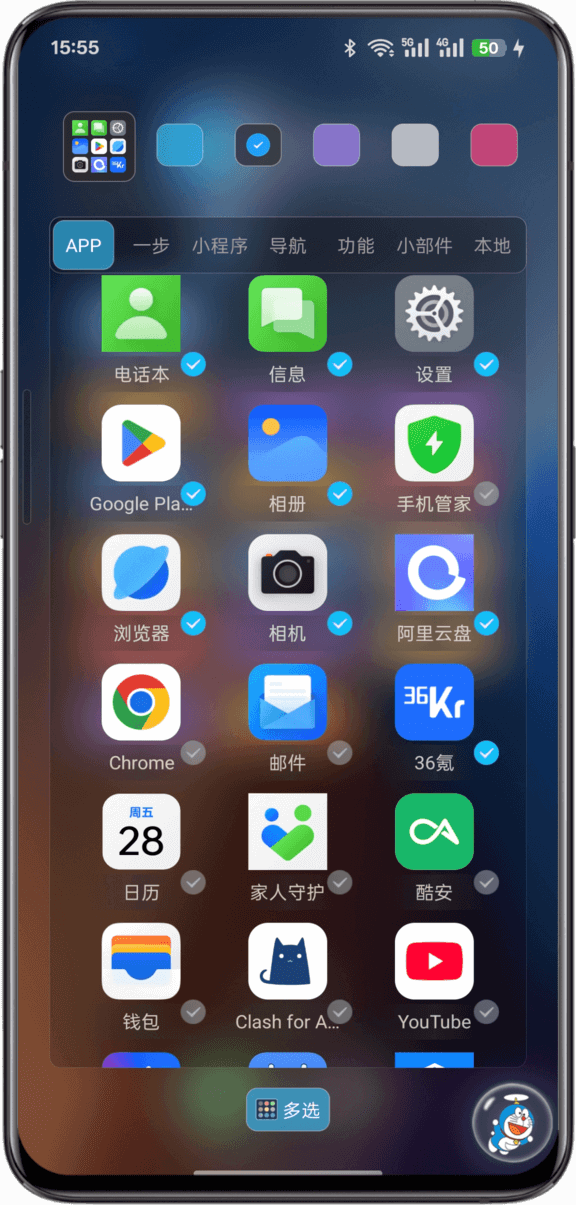 15:55 5G 4G 50
APP 一步 小程序 导航 功能 小部件 本地
电话本 信息 设置
Google Pla... 相册 手机管家
浏览器 相机 阿里云盘
36Kr
Chrome 邮件 36氪
周五
28
日历 家人守护 酷安
钱包 Clash for A... YouTube
多选